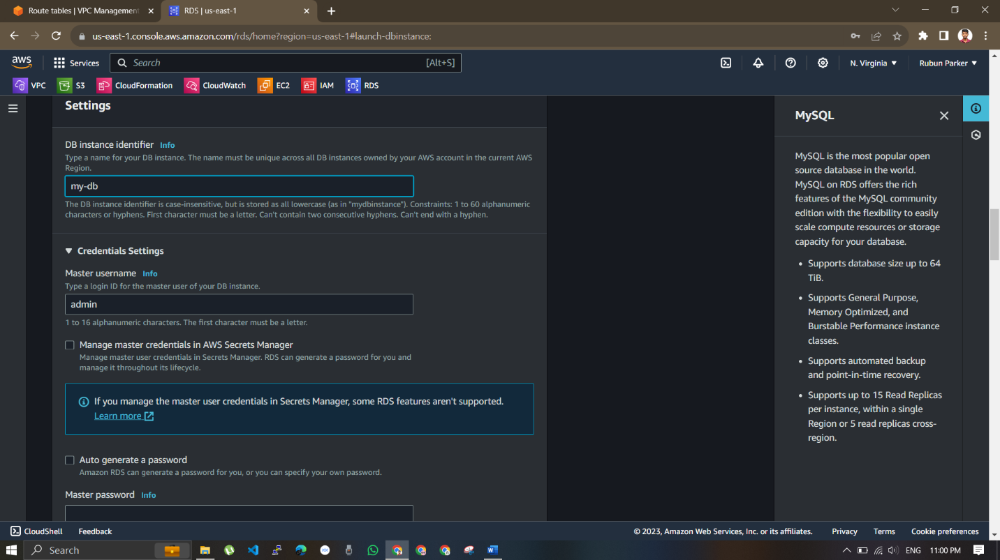 Route tables | VPC Management
RDS | us-east-1
us-east-1.console.aws.amazon.com/rds/home?region=us-east-1#launch-dbinstance:
aws
Services
Search
[Alt+S]
N. Virginia
Rubun Parker
VPC
S3
CloudFormation
CloudWatch
EC2
IAM
RDS
Settings
DB instance identifier Info
Type a name for your DB instance. The name must be unique across all DB instances owned by your AWS account in the current AWS
Region.
my-db
The DB instance identifier is case-insensitive, but is stored as all lowercase (as in "mydbinstance"). Constraints: 1 to 60 alphanumeric
characters or hyphens. First character must be a letter. Can't contain two consecutive hyphens. Can't end with a hyphen.
Credentials Settings
Master username Info
Type a login ID for the master user of your DB instance.
admin
1 to 16 alphanumeric characters. The first character must be a letter.
Manage master credentials in AWS Secrets Manager
Manage master user credentials in Secrets Manager. RDS can generate a password for you and
manage it throughout its lifecycle.
If you manage the master user credentials in Secrets Manager, some RDS features aren't supported.
Learn more
Auto generate a password
Amazon RDS can generate a password for you, or you can specify your own password.
Master password Info
MySQL
MySQL is the most popular open
source database in the world.
MySQL on RDS offers the rich
features of the MySQL community
edition with the flexibility to easily
scale compute resources or storage
capacity for your database.
• Supports database size up to 64
TiB.
• Supports General Purpose,
Memory Optimized, and
Burstable Performance instance
classes.
• Supports automated backup
and point-in-time recovery.
• Supports up to 15 Read Replicas
per instance, within a single
Region or 5 read replicas cross-
region.
CloudShell
Feedback
© 2023, Amazon Web Services, Inc. or its affiliates.
Privacy
Terms
Cookie preferences
Search
ENG
11:00 PM